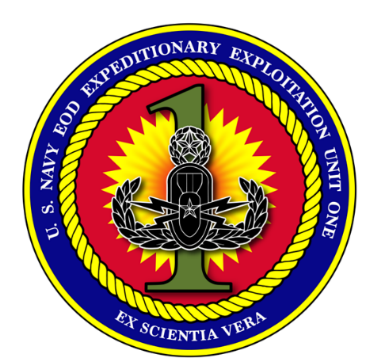 U. S. NAVY EOD EXPEDITIONARY EXPLOITATION UNIT ONE
1
EX SCIENTIA VERA